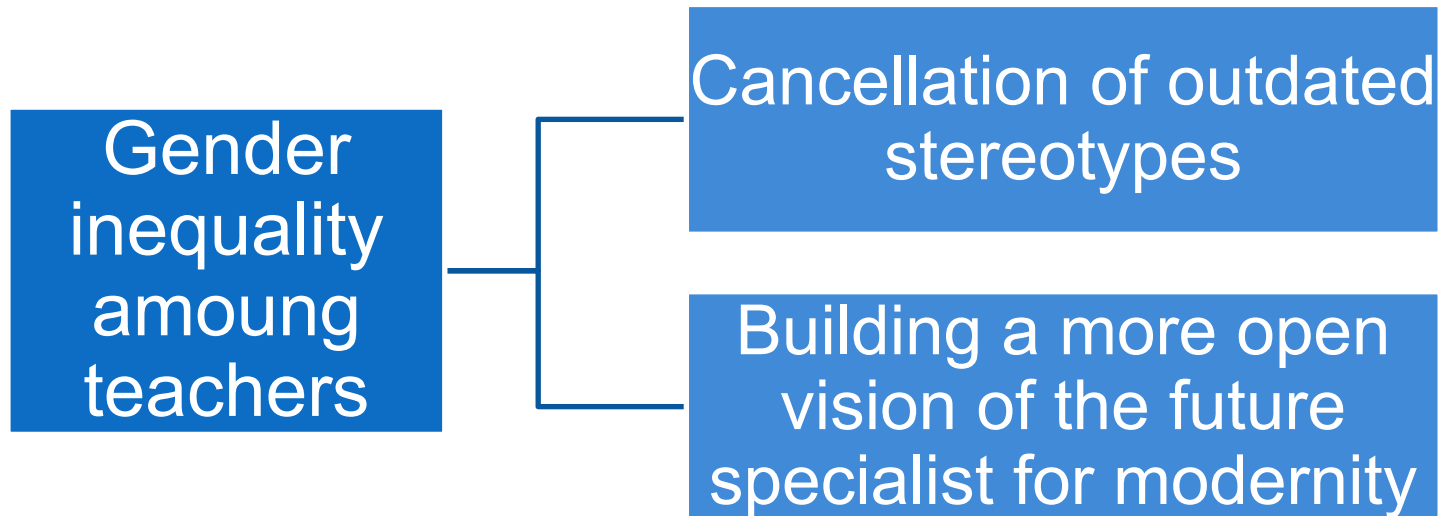 Gender
inequality
amoung
teachers
Cancellation of outdated
stereotypes
Building a more open
vision of the future
specialist for modernity